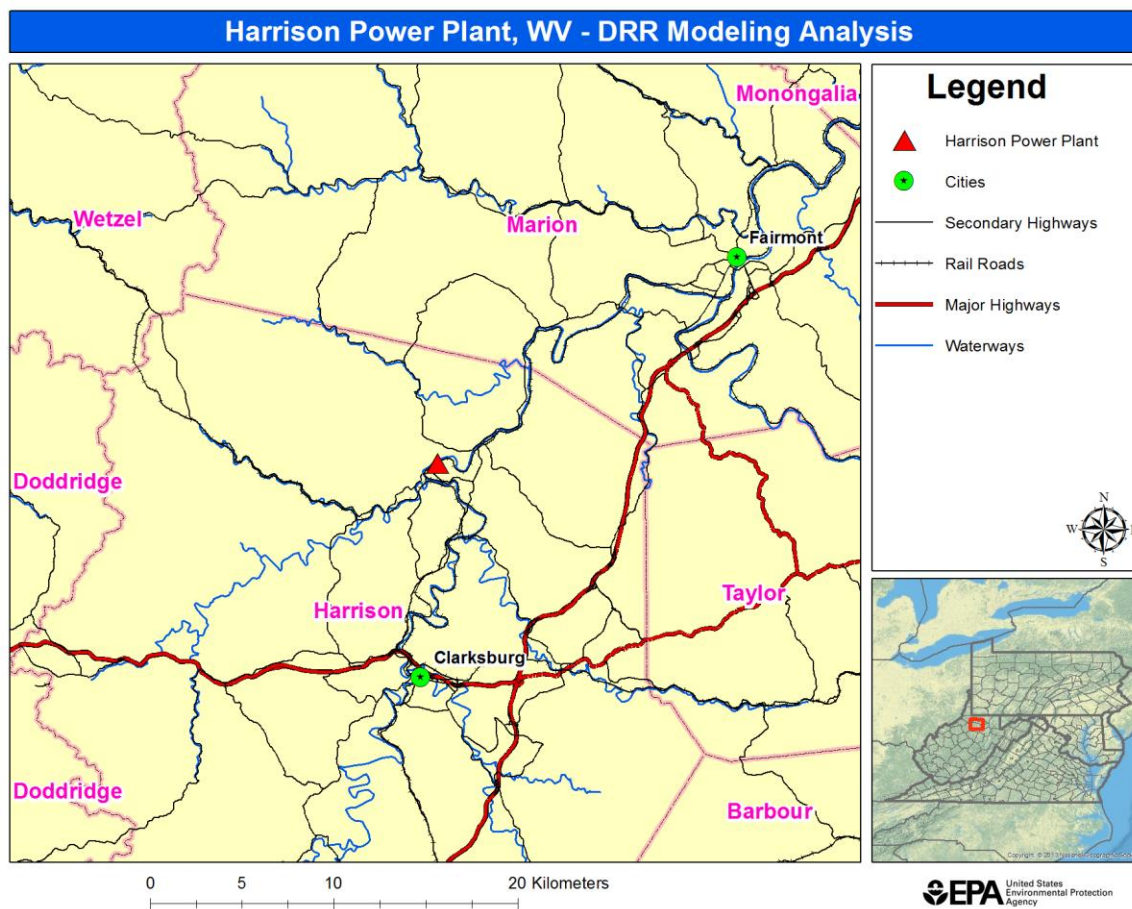 Harrison Power Plant, WV - DRR Modeling Analysis
Monongalia
Wetzel
Marion
Fairmont
Doddridge
Harrison
Taylor
Clarksburg
Doddridge
Barbour
Legend
Harrison Power Plant
Cities
Secondary Highways
Rail Roads
Major Highways
Waterways
N
W
S
0 5 10 20 Kilometers
EPA
United States
Environmental Protection
Agency